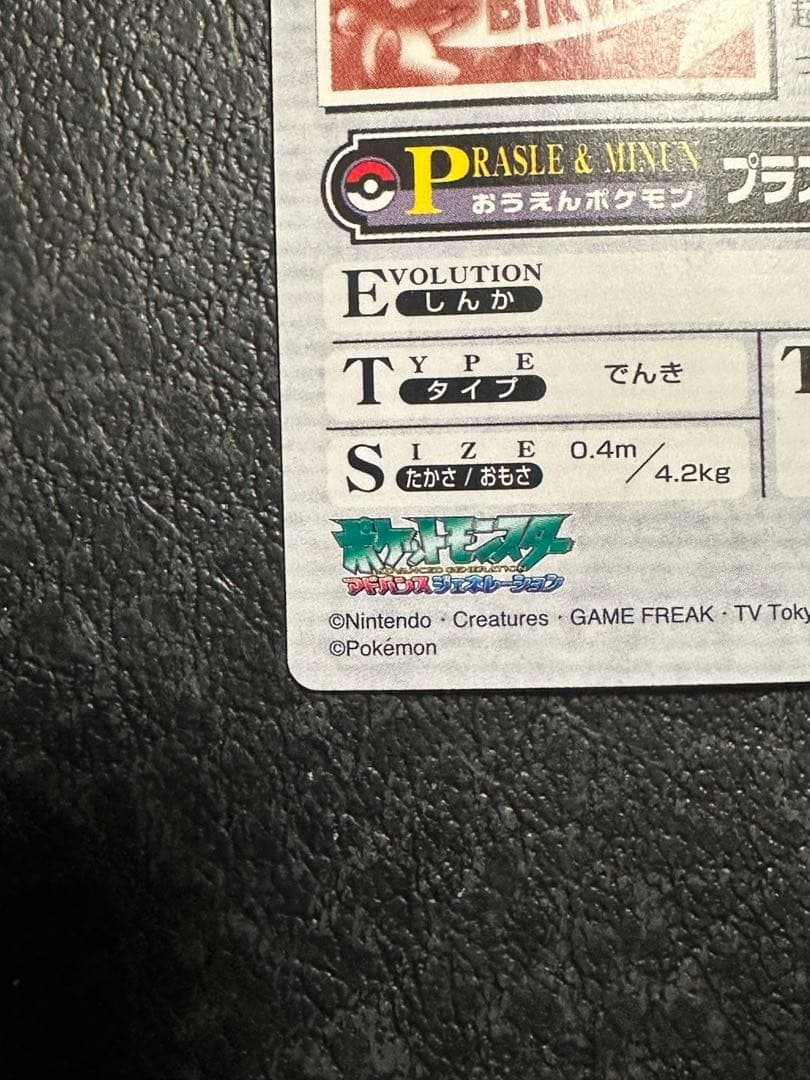 BIRTH
PRASLE & MINUN
おうえんポケモン
プラ
EVOLUTION
しんか
TYPE
タイプ
でんき
T
SIZE
たかさ/おもさ
0.4m/4.2kg
ポケットモンスター
ADVANCED GENERATION
アドバンスジェネレーション
©Nintendo・Creatures・GAME FREAK・TV Toky
©Pokémon